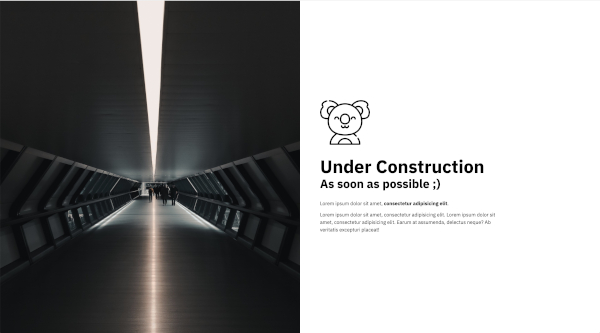 Under Construction
As soon as possible ;)
Lorem ipsum dolor sit amet, consectetur adipisicing elit.
Lorem ipsum dolor sit amet, consectetur adipisicing elit. Lorem ipsum dolor sit
amet, consectetur adipisicing elit. Earum at assumenda, delectus neque? Ab
veritatis excepturi placeat!